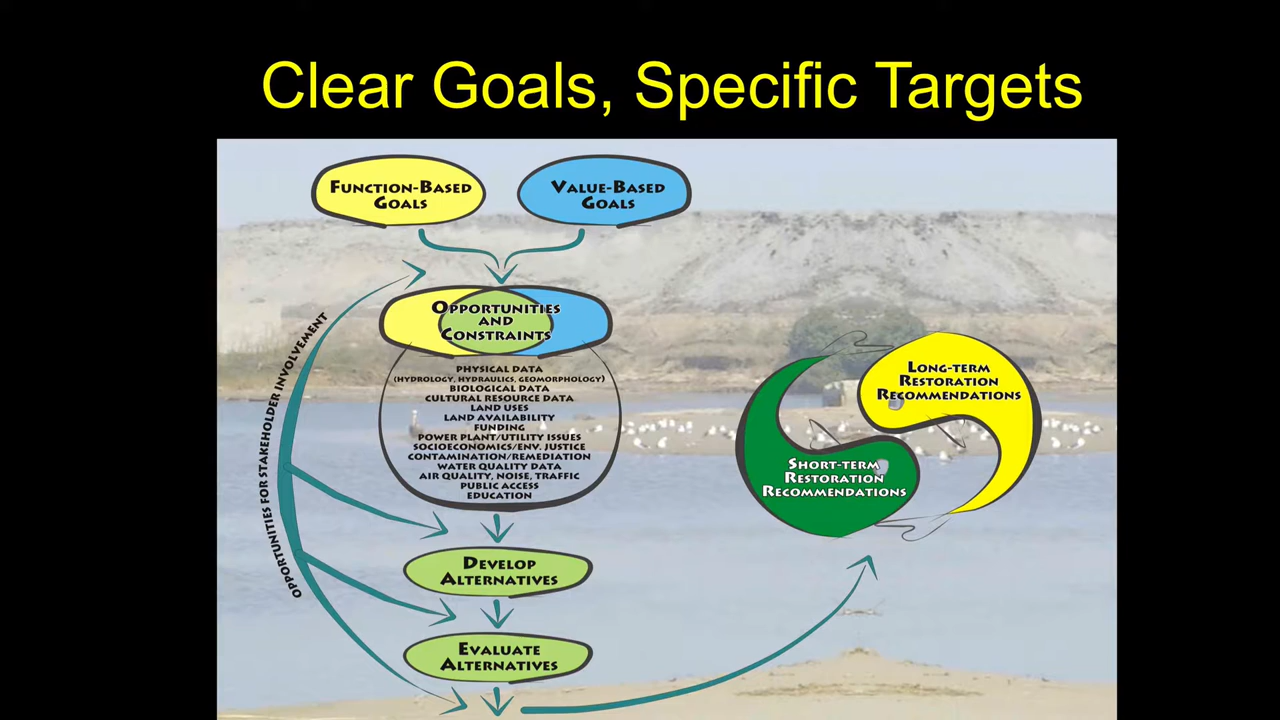 Clear Goals, Specific Targets
FUNCTION-BASED
GOALS
VALUE-BASED
GOALS
OPPORTUNITIES
AND
CONSTRAINTS
PHYSICAL DATA
(HYDROLOGY, HYDRAULICS, GEOMORPHOLOGY)
BIOLOGICAL DATA
CULTURAL RESOURCE DATA
LAND USES
LAND AVAILABILITY
FUNDING
POWER PLANT/UTILITY ISSUES
SOCIOECONOMICS/ENV. JUSTICE
CONTAMINATION/REMEDIATION
WATER QUALITY DATA
AIR QUALITY, NOISE, TRAFFIC
PUBLIC ACCESS
EDUCATION
OPPORTUNITIES FOR STAKEHOLDER INVOLVEMENT
DEVELOP
ALTERNATIVES
EVALUATE
ALTERNATIVES
LONG-TERM
RESTORATION
RECOMMENDATIONS
SHORT-TERM
RESTORATION
RECOMMENDATIONS